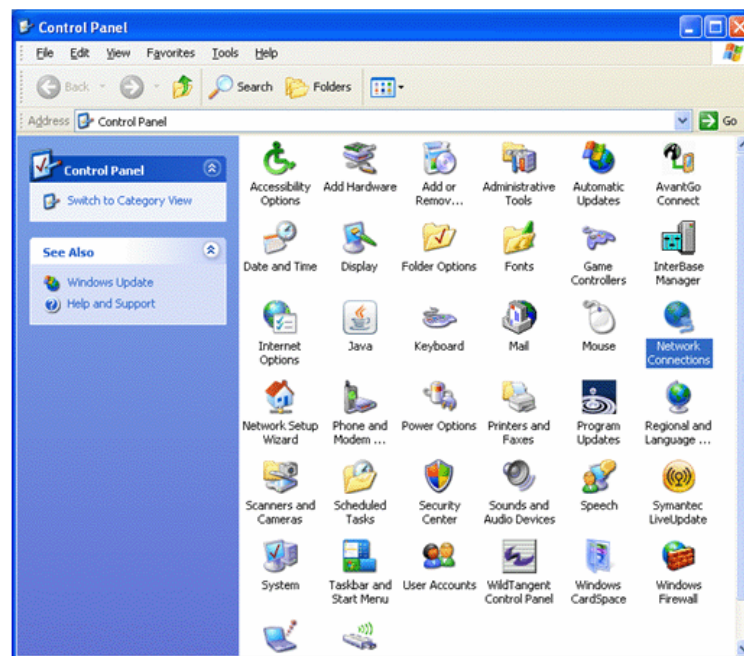 Control Panel
File Edit View Favorites Tools Help
Back Search Folders
Address Control Panel Go
Control Panel
Switch to Category View
See Also
Windows Update
Help and Support
Accessibility Options
Add Hardware
Add or Remov...
Administrative Tools
Automatic Updates
AvantGo Connect
Date and Time
Display
Folder Options
Fonts
Game Controllers
InterBase Manager
Internet Options
Java
Keyboard
Mail
Mouse
Network Connections
Network Setup Wizard
Phone and Modem ...
Power Options
Printers and Faxes
Program Updates
Regional and Language ...
Scanners and Cameras
Scheduled Tasks
Security Center
Sounds and Audio Devices
Speech
Symantec LiveUpdate
System
Taskbar and Start Menu
User Accounts
WildTangent Control Panel
Windows CardSpace
Windows Firewall